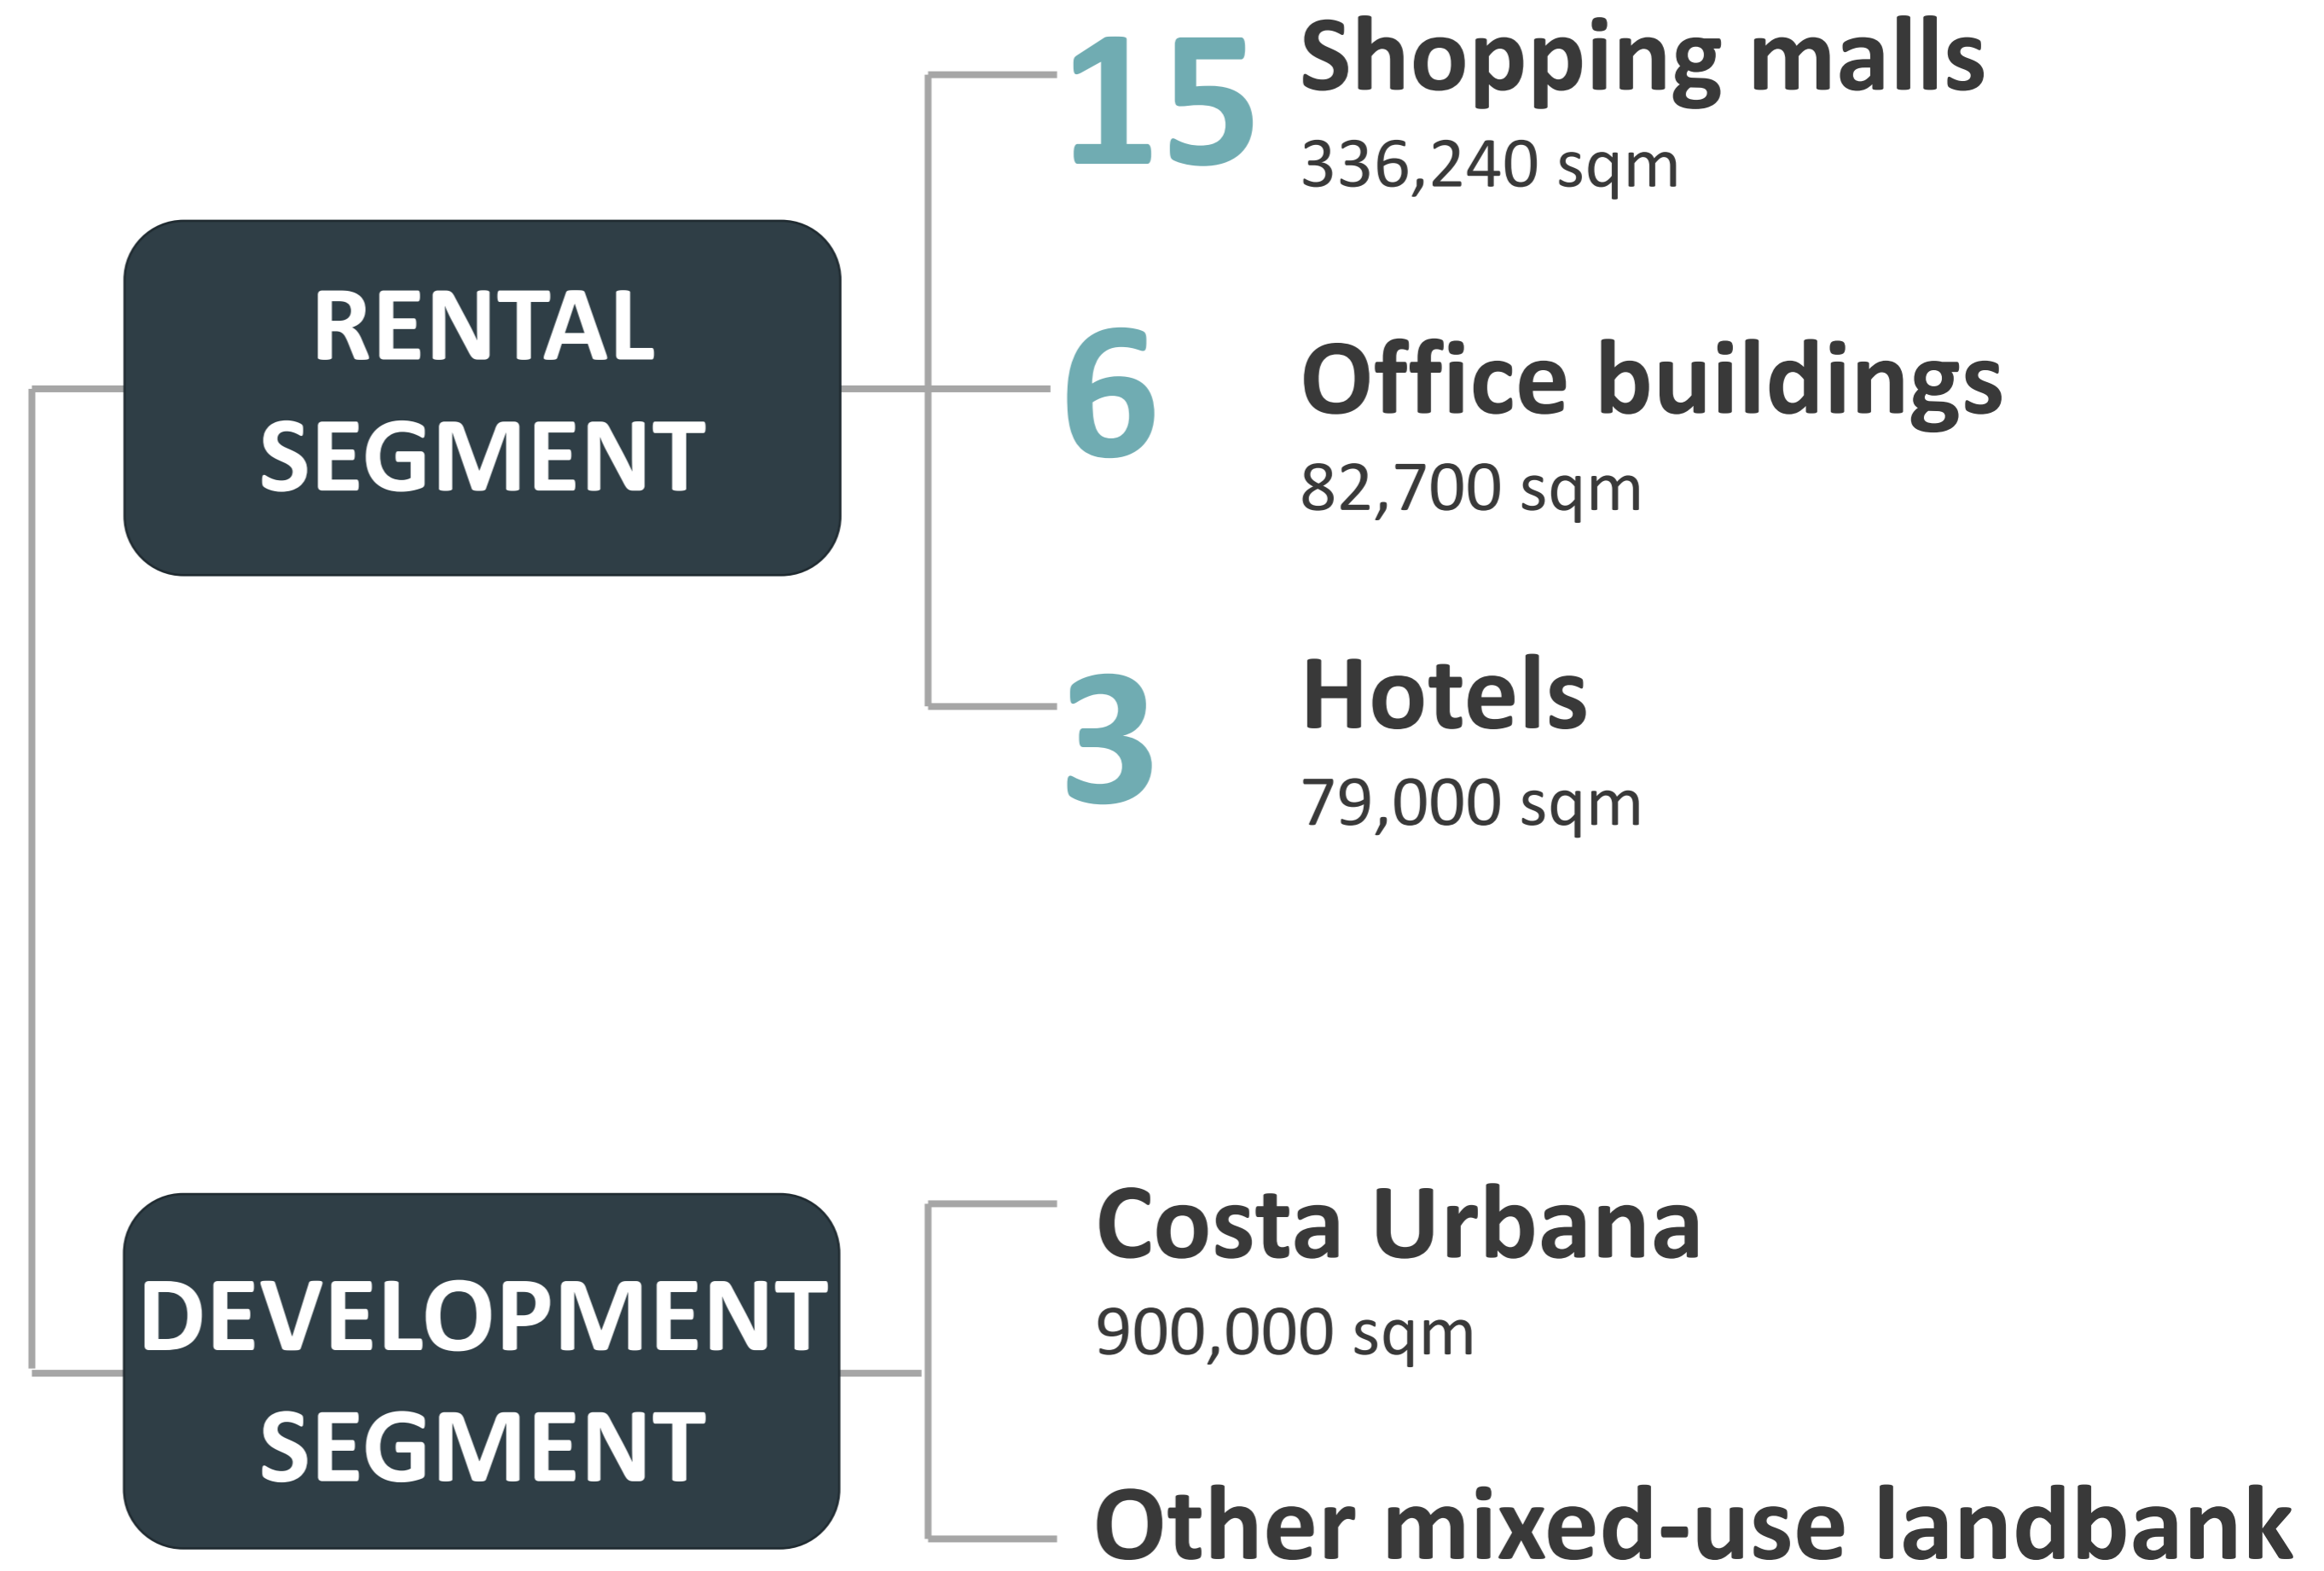 15
Shopping malls
336,240 sqm
RENTAL
SEGMENT
6
Office buildings
82,700 sqm
3
Hotels
79,000 sqm
DEVELOPMENT
SEGMENT
Costa Urbana
900,000 sqm
Other mixed-use landbank